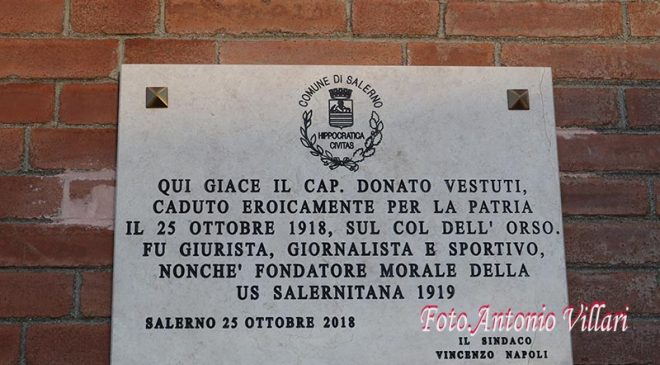 COMUNE DI SALERNO
HIPPOCRATICA
CIVITAS
QUI GIACE IL CAP. DONATO VESTUTI,
CADUTO EROICAMENTE PER LA PATRIA
IL 25 OTTOBRE 1918, SUL COL DELL' ORSO.
FU GIURISTA, GIORNALISTA E SPORTIVO,
NONCHE' FONDATORE MORALE DELLA
US SALERNITANA 1919
SALERNO 25 OTTOBRE 2018
Foto.Antonio Villari
IL SINDACO
VINCENZO NAPOLI